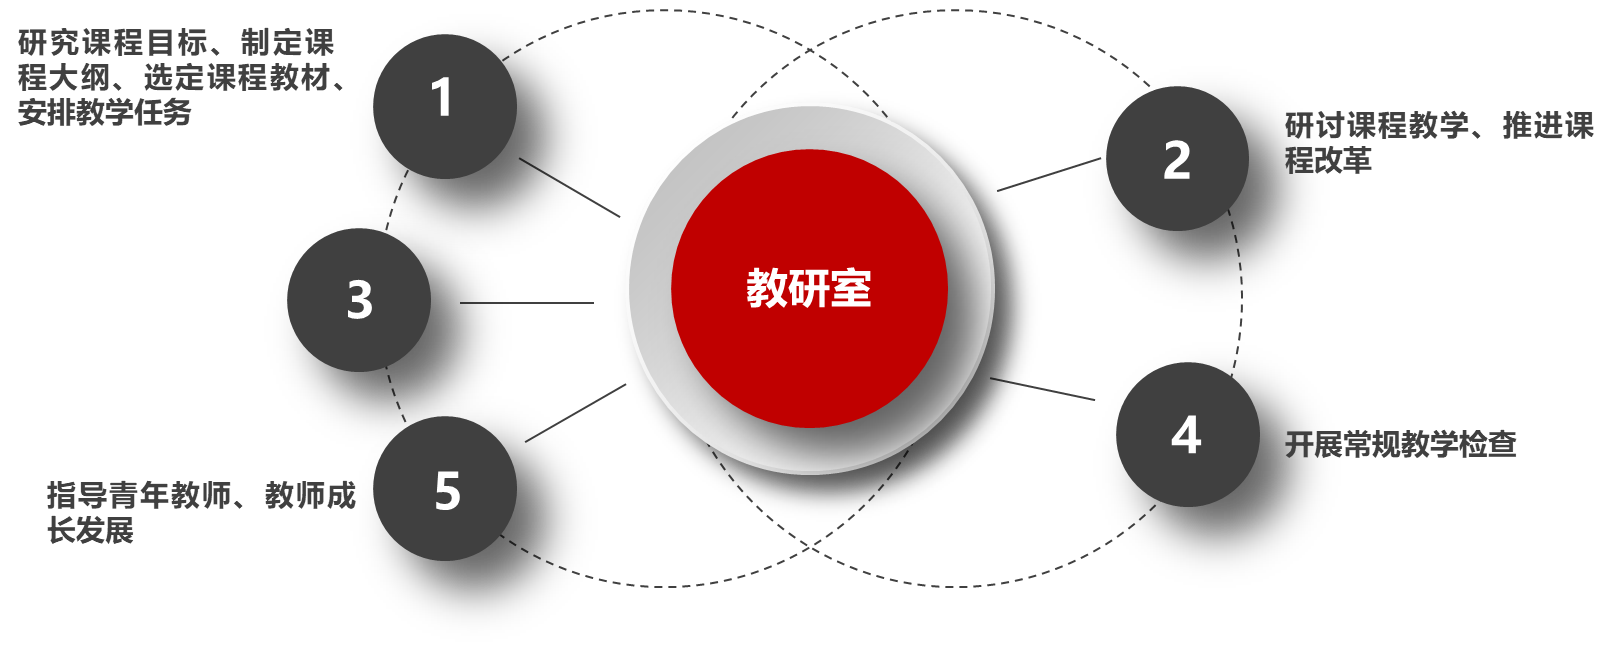 研究课程目标、制定课
程大纲、选定课程教材、
安排教学任务
1
2
研讨课程教学、推进课
程改革
教研室
3
4
开展常规教学检查
5
指导青年教师、教师成
长发展